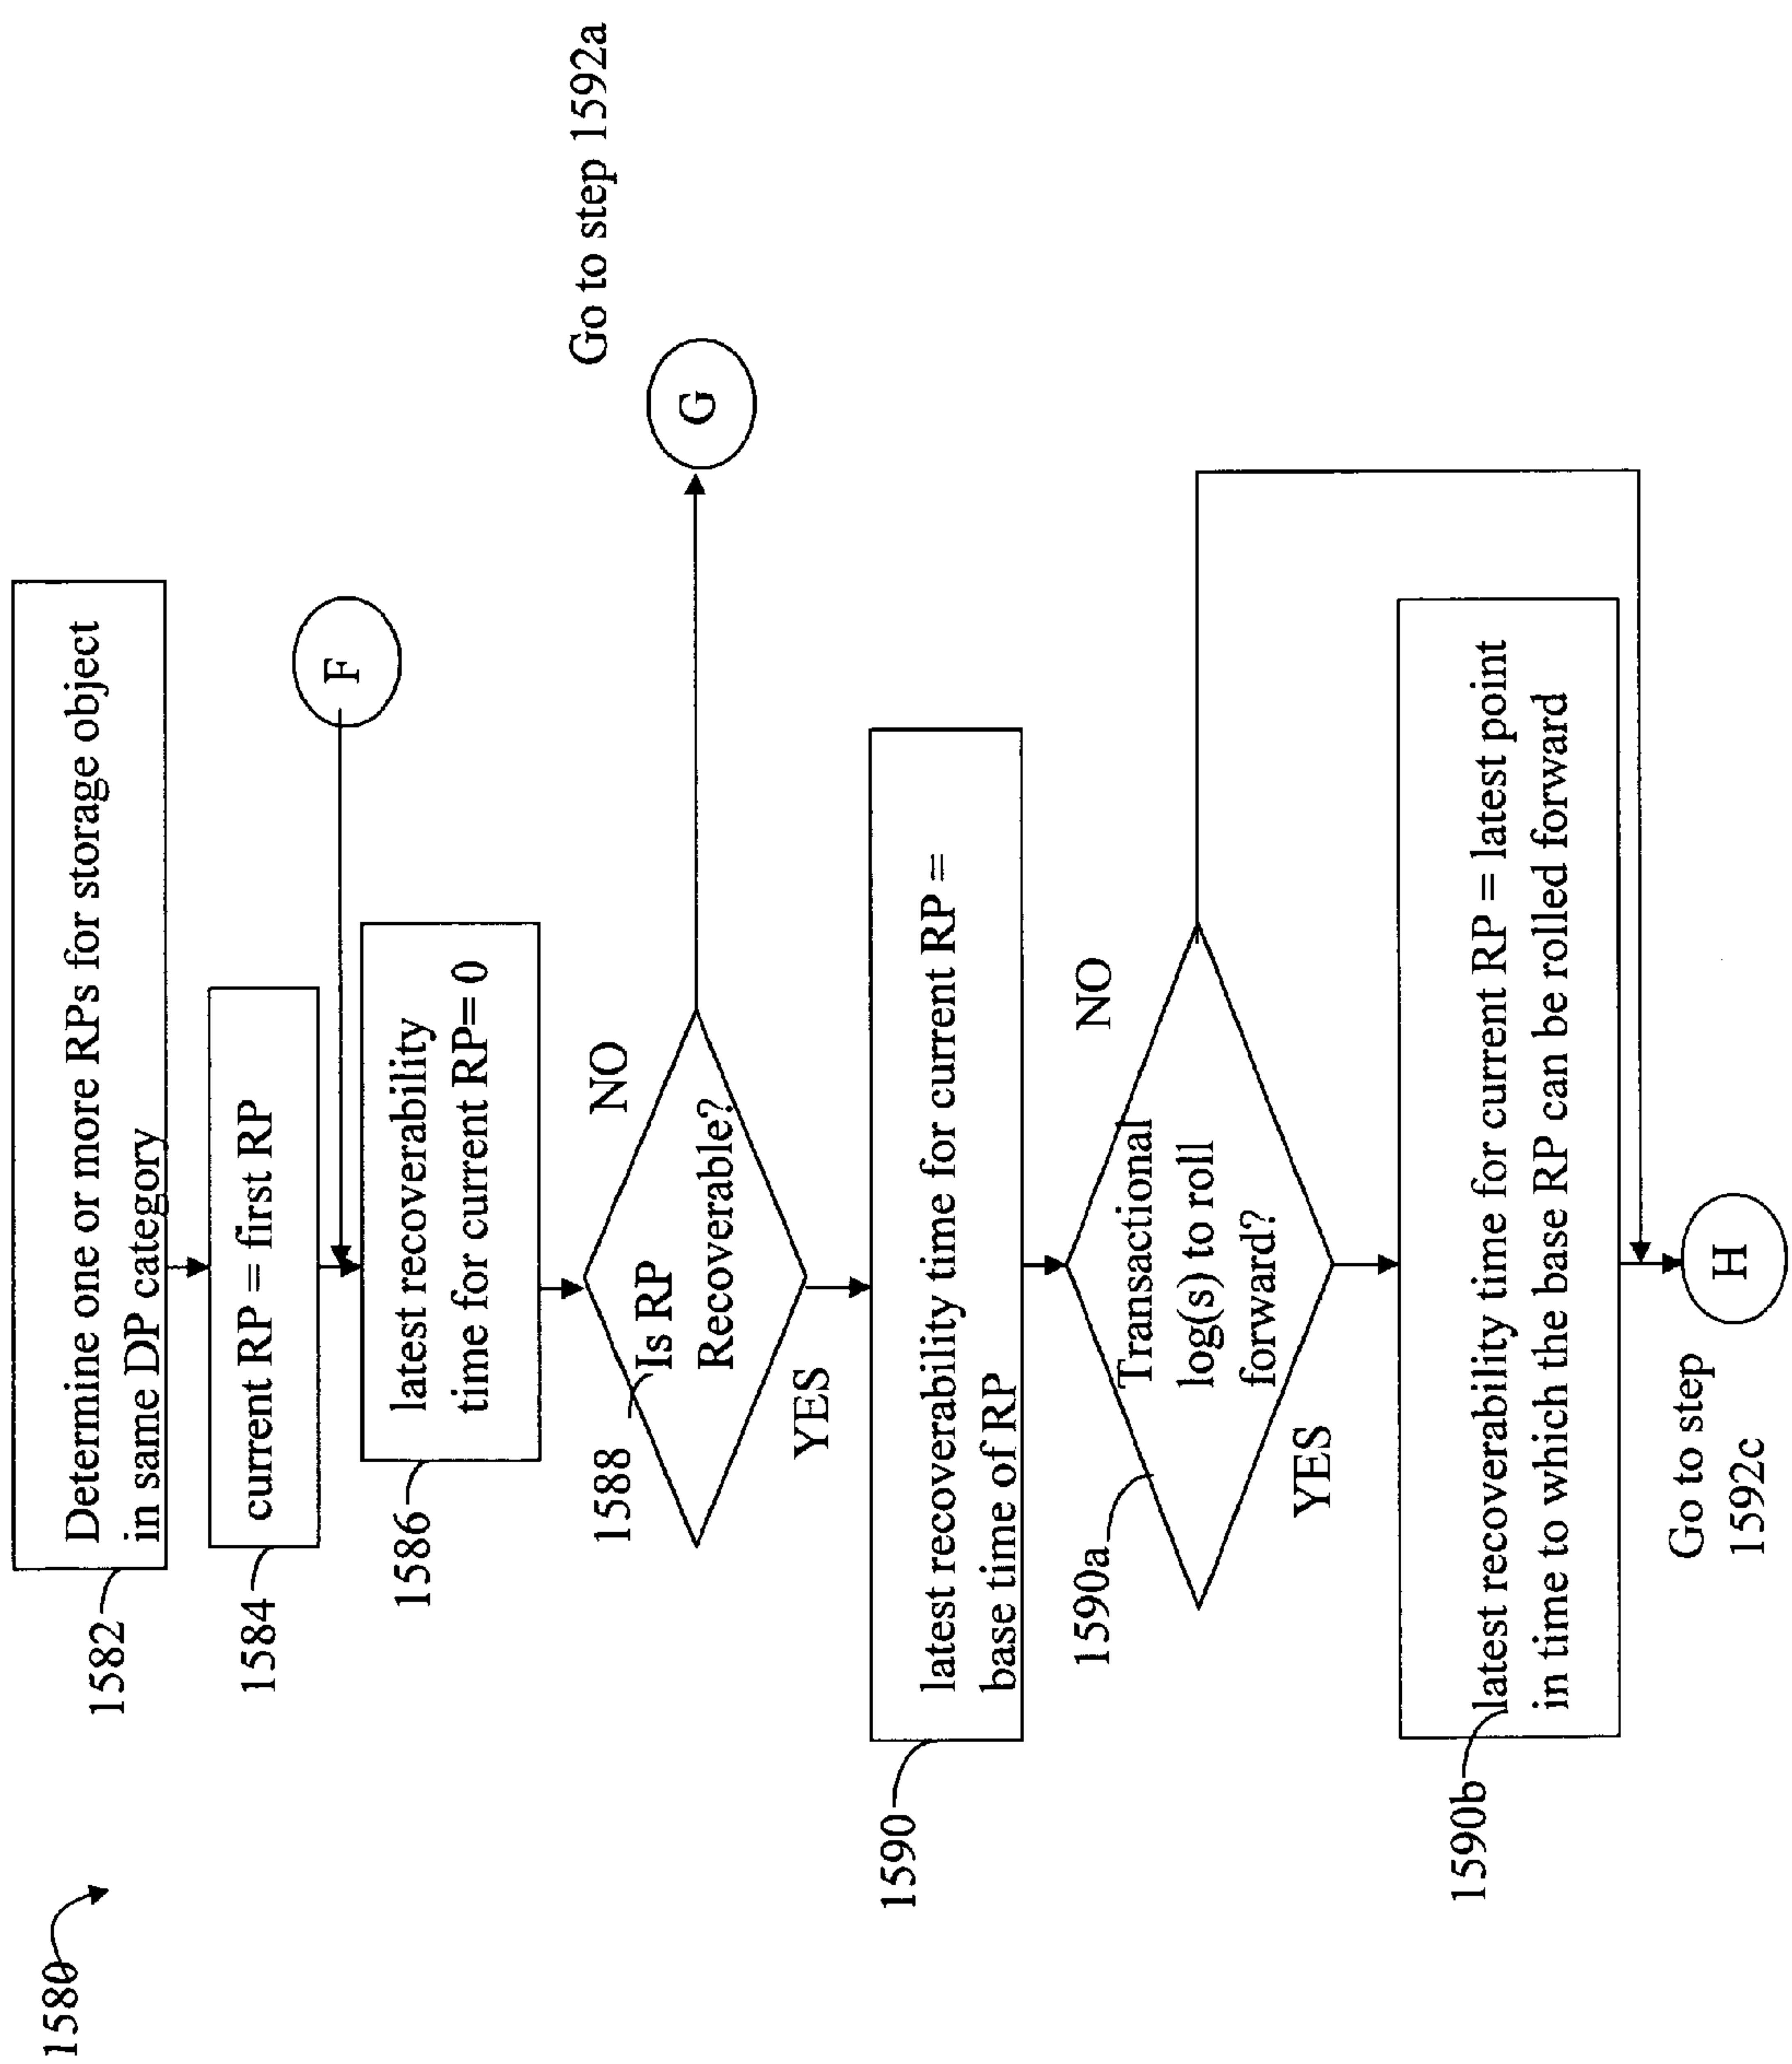 1580
1582
Determine one or more RPs for storage object
in same DP category
1584
current RP = first RP
F
1586
latest recoverability
time for current RP= 0
1588
Is RP
Recoverable?
NO
Go to step 1592a
G
YES
1590
latest recoverability time for current RP =
base time of RP
1590a
Transactional
log(s) to roll
forward?
NO
YES
1590b
latest recoverability time for current RP = latest point
in time to which the base RP can be rolled forward
Go to step
1592c
H